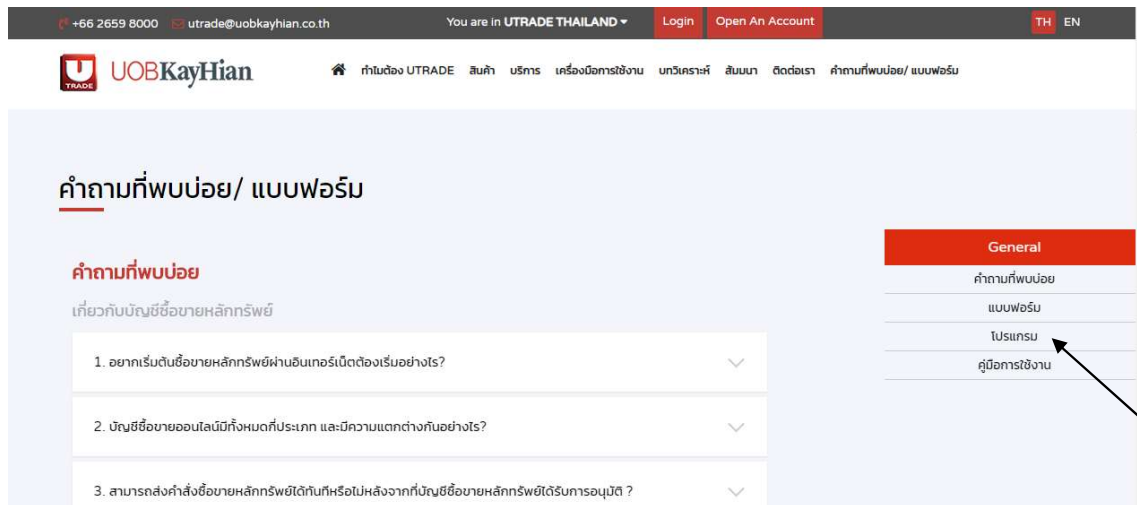 +66 2659 8000 utrade@uobkayhian.co.th You are in UTRADE THAILAND Login Open An Account TH EN
U TRADE UOBKayHian ทำไมต้อง UTRADE สินค้า บริการ เครื่องมือการใช้งาน บทวิเคราะห์ สัมมนา ติดต่อเรา คำถามที่พบบ่อย/ แบบฟอร์ม
คำถามที่พบบ่อย/ แบบฟอร์ม
คำถามที่พบบ่อย
เกี่ยวกับบัญชีซื้อขายหลักทรัพย์
1. อยากเริ่มต้นซื้อขายหลักทรัพย์ผ่านอินเทอร์เน็ตต้องเริ่มอย่างไร?
2. บัญชีซื้อขายออนไลน์มีทั้งหมดกี่ประเภท และมีความแตกต่างกันอย่างไร?
3. สามารถส่งคำสั่งซื้อขายหลักทรัพย์ได้ทันทีหรือไม่หลังจากที่บัญชีซื้อขายหลักทรัพย์ได้รับการอนุมัติ ?
General
คำถามที่พบบ่อย
แบบฟอร์ม
โปรแกรม
คู่มือการใช้งาน